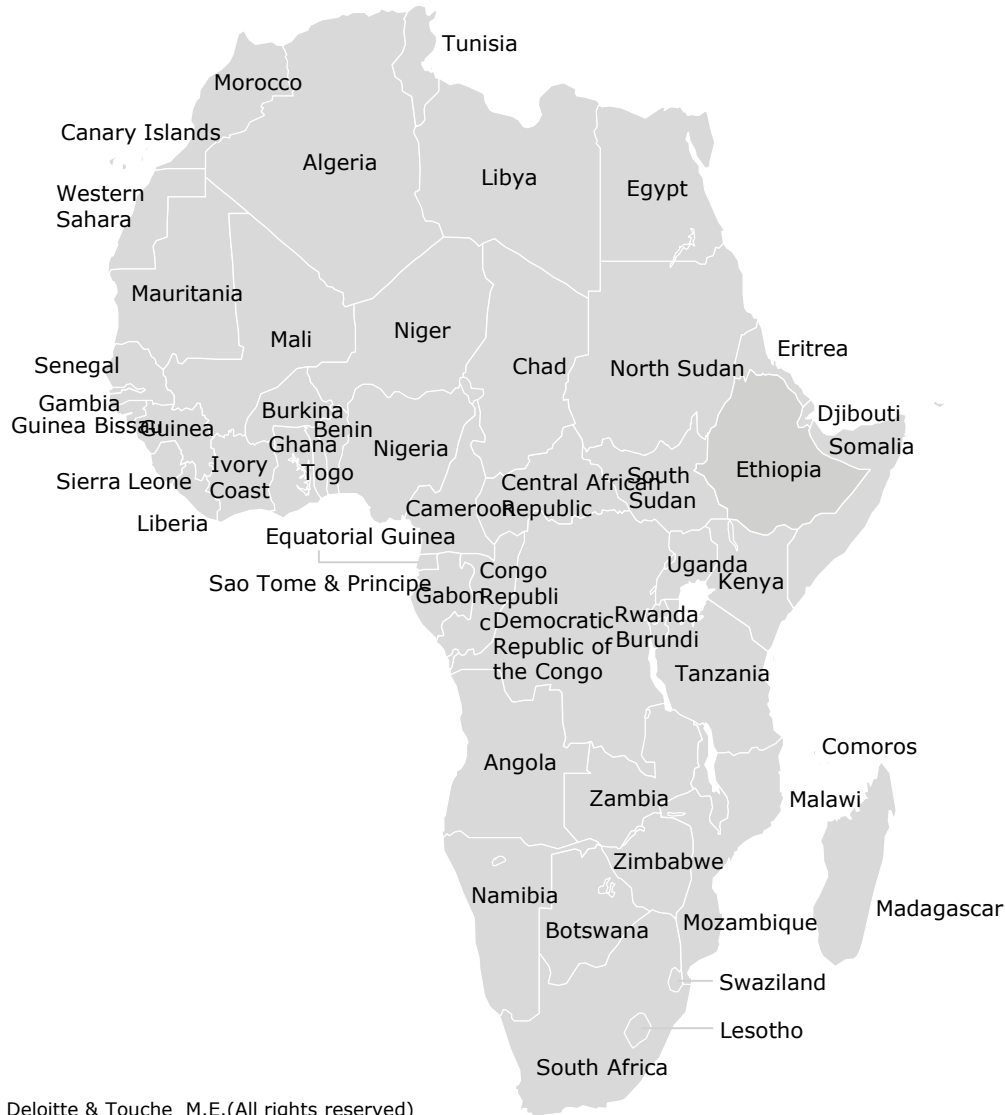 Tunisia
Morocco
Canary Islands
Algeria
Libya
Egypt
Western
Sahara
Mauritania
Mali
Niger
Chad
North Sudan
Eritrea
Senegal
Gambia
Guinea Bissau
Guinea
Burkina
Benin
Ghana
Nigeria
Togo
Djibouti
Somalia
Ethiopia
Sierra Leone
Ivory
Coast
Liberia
Central African
Republic
South
Sudan
Cameroon
Equatorial Guinea
Sao Tome & Principe
Gabon
Congo
Republi
c
Democratic
Republic of
the Congo
Uganda
Kenya
Rwanda
Burundi
Tanzania
Comoros
Angola
Zambia
Malawi
Zimbabwe
Namibia
Botswana
Mozambique
Madagascar
Swaziland
Lesotho
South Africa
Deloitte & Touche M.E.(All rights reserved)